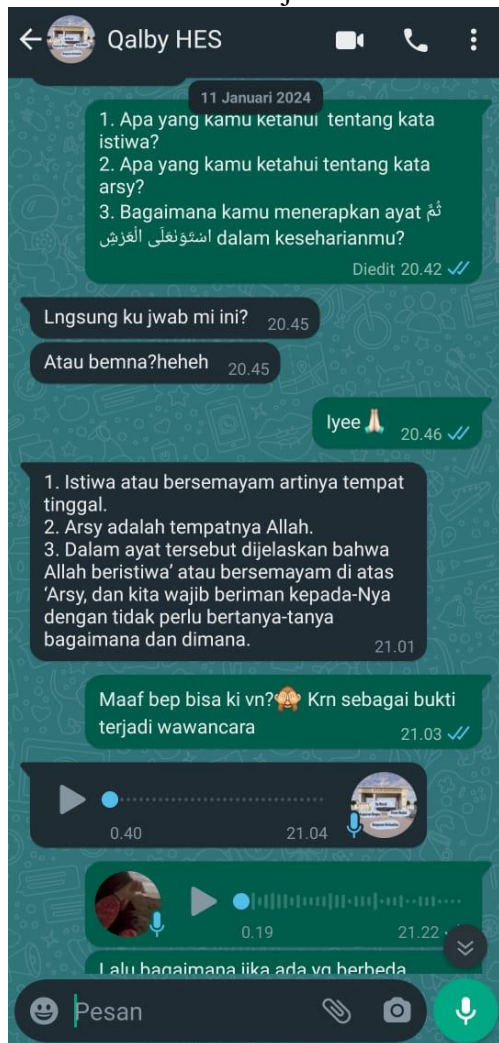 Qalby HES
11 Januari 2024
1. Apa yang kamu ketahui tentang kata
istiwa?
2. Apa yang kamu ketahui tentang kata
arsy?
3. Bagaimana kamu menerapkan ayat ثُمَّ
اسْتَوٰىعَلَى الْعَرْشِ dalam keseharianmu?
Diedit 20.42
Lngsung ku jwab mi ini? 20.45
Atau bemna?heheh 20.45
Iyee🙏🏻 20.46
1. Istiwa atau bersemayam artinya tempat
tinggal.
2. Arsy adalah tempatnya Allah.
3. Dalam ayat tersebut dijelaskan bahwa
Allah beristiwa' atau bersemayam di atas
'Arsy, dan kita wajib beriman kepada-Nya
dengan tidak perlu bertanya-tanya
bagaimana dan dimana. 21.01
Maaf bep bisa ki vn?🙈 Krn sebagai bukti
terjadi wawancara 21.03
0.40 21.04
0.19 21.22
Lalu bagaimana jika ada yg berbeda
Pesan